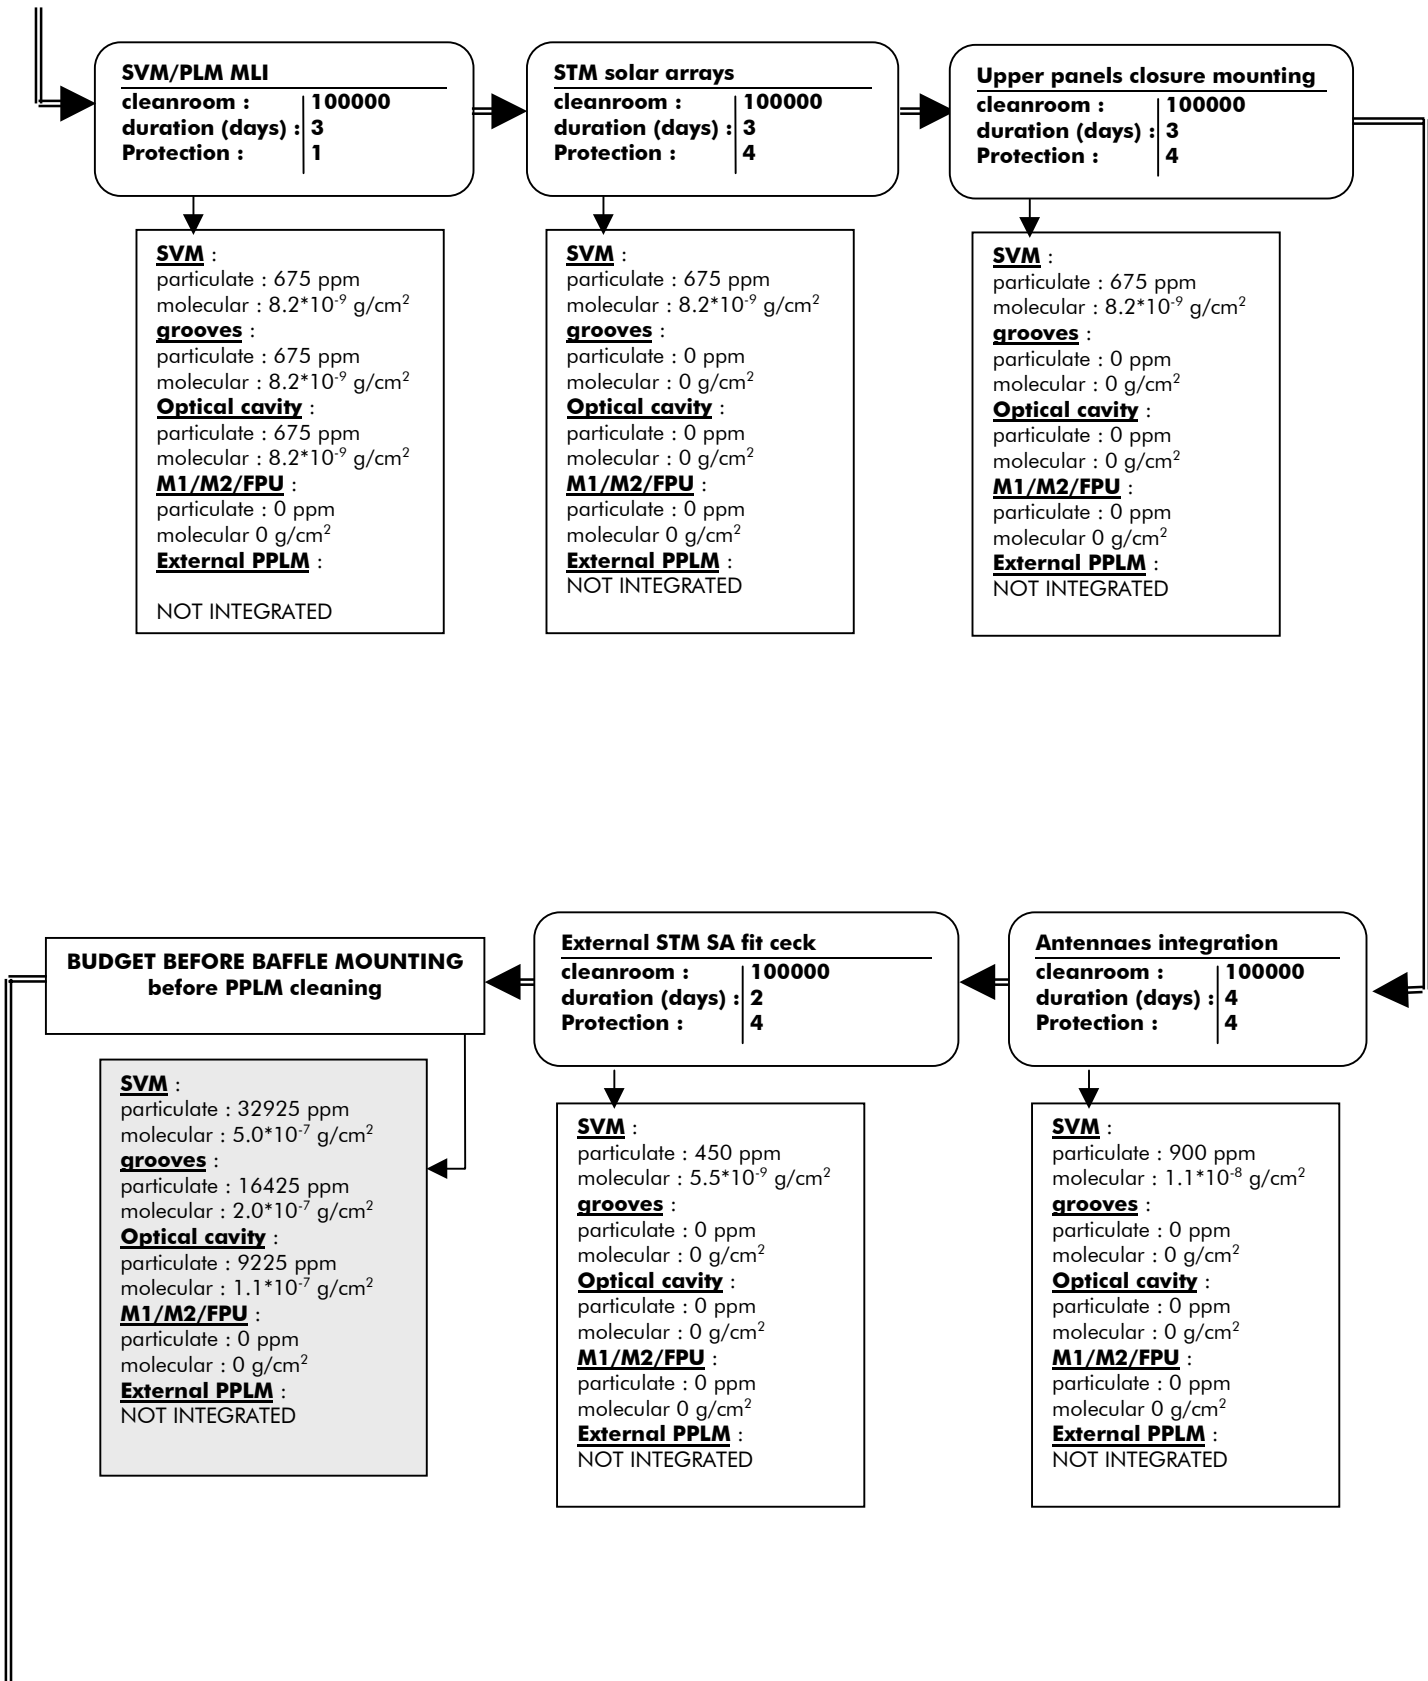 SVM/PLM MLI
cleanroom : 100000
duration (days) : 3
Protection : 1
SVM :
particulate : 675 ppm
molecular : 8.2*10⁻⁹ g/cm²
grooves :
particulate : 675 ppm
molecular : 8.2*10⁻⁹ g/cm²
Optical cavity :
particulate : 675 ppm
molecular : 8.2*10⁻⁹ g/cm²
M1/M2/FPU :
particulate : 0 ppm
molecular 0 g/cm²
External PPLM :
NOT INTEGRATED
STM solar arrays
cleanroom : 100000
duration (days) : 3
Protection : 4
SVM :
particulate : 675 ppm
molecular : 8.2*10⁻⁹ g/cm²
grooves :
particulate : 0 ppm
molecular : 0 g/cm²
Optical cavity :
particulate : 0 ppm
molecular : 0 g/cm²
M1/M2/FPU :
particulate : 0 ppm
molecular 0 g/cm²
External PPLM :
NOT INTEGRATED
Upper panels closure mounting
cleanroom : 100000
duration (days) : 3
Protection : 4
SVM :
particulate : 675 ppm
molecular : 8.2*10⁻⁹ g/cm²
grooves :
particulate : 0 ppm
molecular : 0 g/cm²
Optical cavity :
particulate : 0 ppm
molecular : 0 g/cm²
M1/M2/FPU :
particulate : 0 ppm
molecular 0 g/cm²
External PPLM :
NOT INTEGRATED
Antennaes integration
cleanroom : 100000
duration (days) : 4
Protection : 4
SVM :
particulate : 900 ppm
molecular : 1.1*10⁻⁸ g/cm²
grooves :
particulate : 0 ppm
molecular : 0 g/cm²
Optical cavity :
particulate : 0 ppm
molecular : 0 g/cm²
M1/M2/FPU :
particulate : 0 ppm
molecular 0 g/cm²
External PPLM :
NOT INTEGRATED
External STM SA fit ceck
cleanroom : 100000
duration (days) : 2
Protection : 4
SVM :
particulate : 450 ppm
molecular : 5.5*10⁻⁹ g/cm²
grooves :
particulate : 0 ppm
molecular : 0 g/cm²
Optical cavity :
particulate : 0 ppm
molecular : 0 g/cm²
M1/M2/FPU :
particulate : 0 ppm
molecular 0 g/cm²
External PPLM :
NOT INTEGRATED
BUDGET BEFORE BAFFLE MOUNTING
before PPLM cleaning
SVM :
particulate : 32925 ppm
molecular : 5.0*10⁻⁷ g/cm²
grooves :
particulate : 16425 ppm
molecular : 2.0*10⁻⁷ g/cm²
Optical cavity :
particulate : 9225 ppm
molecular : 1.1*10⁻⁷ g/cm²
M1/M2/FPU :
particulate : 0 ppm
molecular : 0 g/cm²
External PPLM :
NOT INTEGRATED